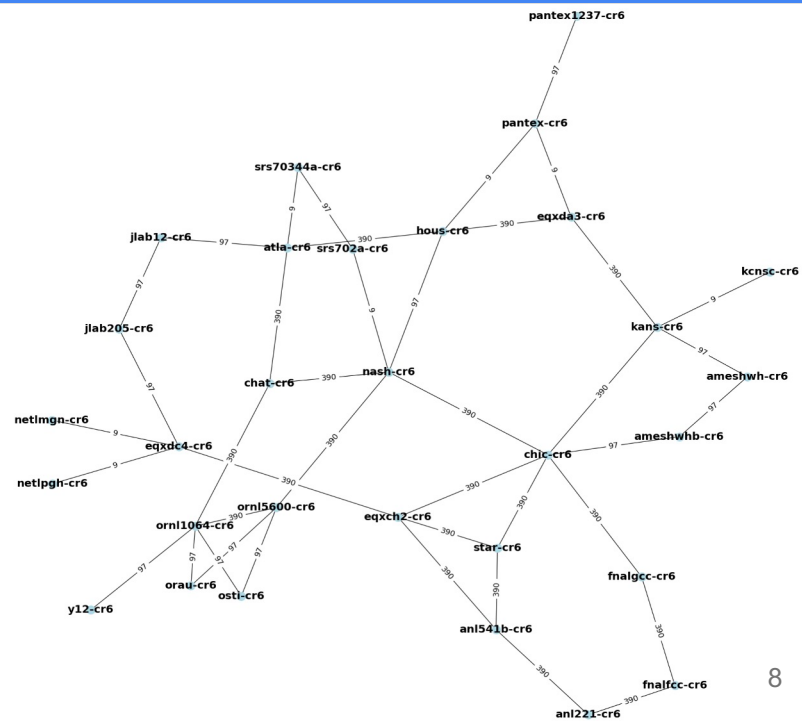 pantex1237-cr6
97
pantex-cr6
srs70344a-cr6
9
9
97
9
jlab12-cr6
97
atla-cr6
390
srs702a-cr6
hous-cr6
390
eqxda3-cr6
390
kcnsc-cr6
97
390
9
97
9
jlab205-cr6
kans-cr6
97
97
chat-cr6
390
nash-cr6
ameshwh-cr6
390
390
97
netlmgn-cr6
9
eqxdc4-cr6
390
390
ameshwhb-cr6
97
chic-cr6
netlpgh-cr6
9
390
390
390
ornl5600-cr6
390
390
ornl1064-cr6
390
eqxch2-cr6
390
star-cr6
97
97
97
97
97
390
390
orau-cr6
osti-cr6
fnalgcc-cr6
y12-cr6
anl541b-cr6
390
390
fnalfcc-cr6
390
anl221-cr6
8